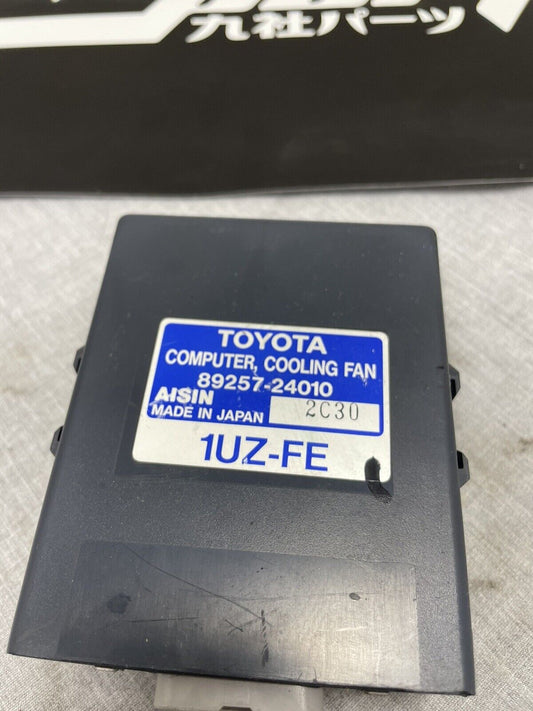 九社パーツ
TOYOTA
COMPUTER, COOLING FAN
89257-24010
AISIN 2C30
MADE IN JAPAN
1UZ-FE